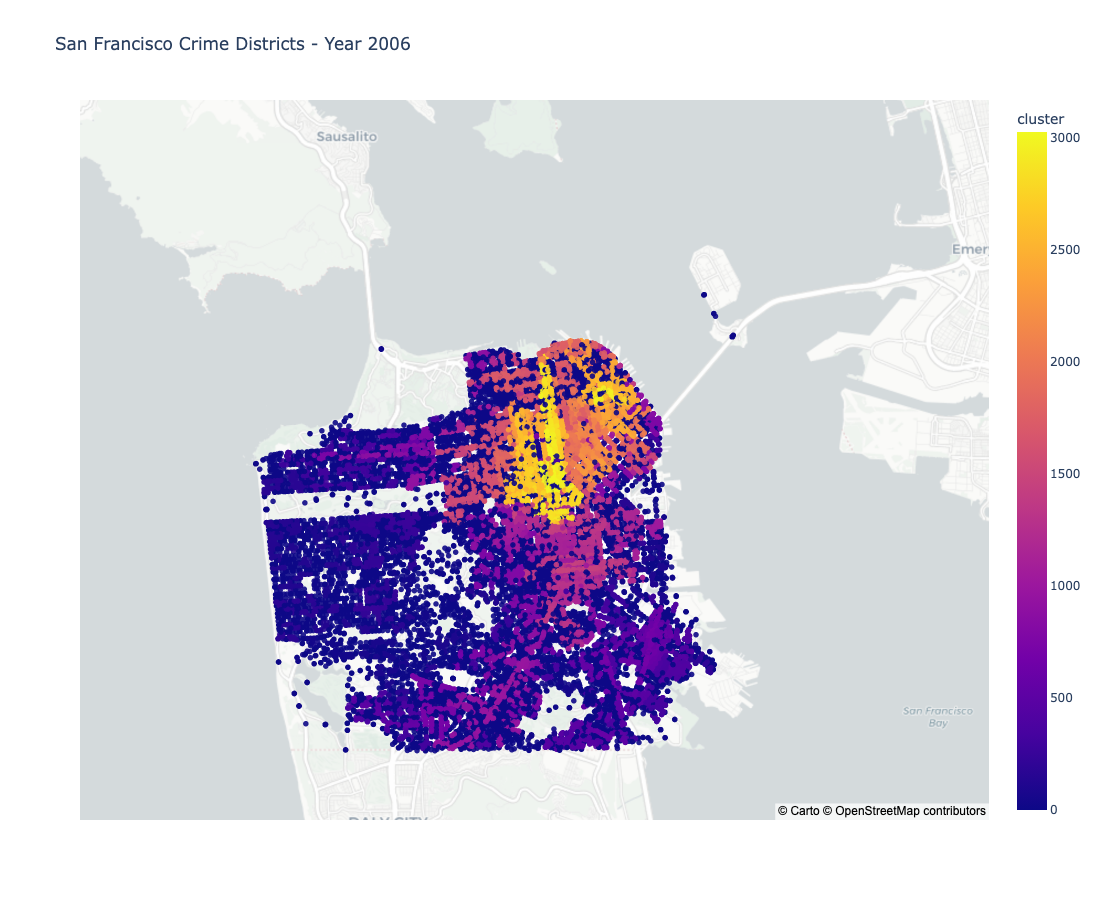 San Francisco Crime Districts - Year 2006
cluster
Sausalito
3000
2500
2000
1500
1000
500
0
Emer
San Francisco
Bay
© Carto © OpenStreetMap contributors
DALY CITY